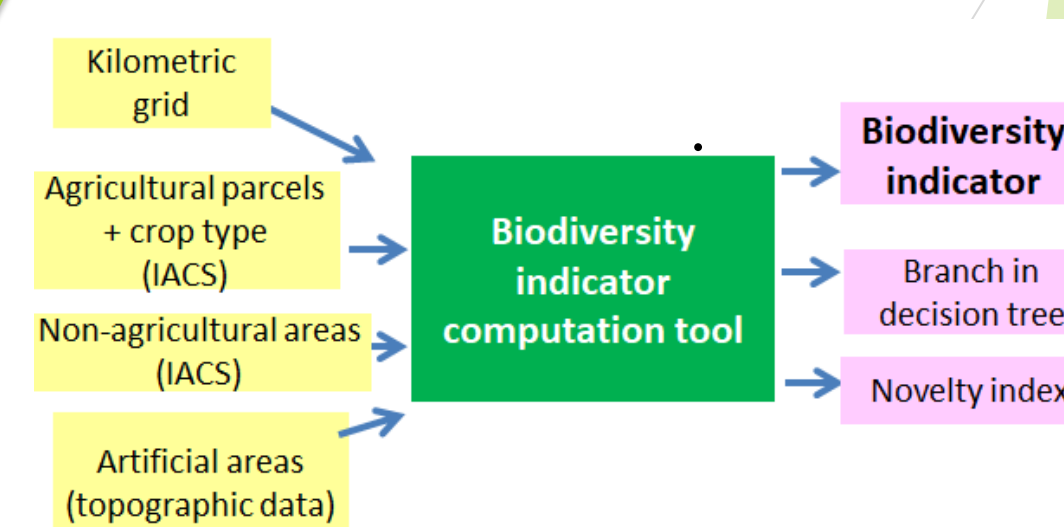 Kilometric
grid
Agricultural parcels
+ crop type
(IACS)
Non-agricultural areas
(IACS)
Artificial areas
(topographic data)
Biodiversity
indicator
computation tool
Biodiversity
indicator
Branch in
decision tree
Novelty index